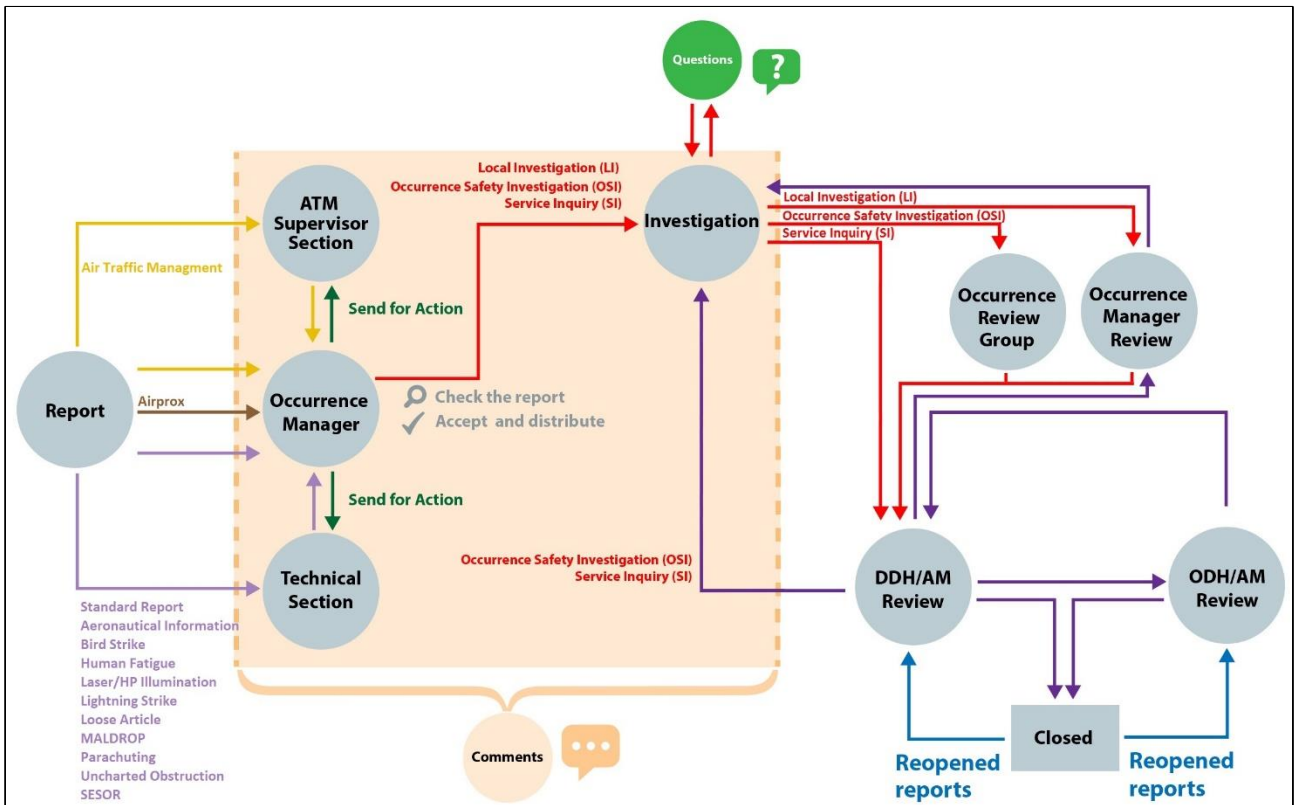 Questions
?
Local Investigation (LI)
Occurrence Safety Investigation (OSI)
Service Inquiry (SI)
ATM
Supervisor
Section
Investigation
Local Investigation (LI)
Occurrence Safety Investigation (OSI)
Service Inquiry (SI)
Air Traffic Managment
Send for Action
Occurrence
Review
Group
Occurrence
Manager
Review
Report
Airprox
Occurrence
Manager
Check the report
Accept and distribute
Send for Action
Technical
Section
Occurrence Safety Investigation (OSI)
Service Inquiry (SI)
DDH/AM
Review
ODH/AM
Review
Standard Report
Aeronautical Information
Bird Strike
Human Fatigue
Laser/HP Illumination
Lightning Strike
Loose Article
MALDROP
Parachuting
Uncharted Obstruction
SESOR
Comments
Closed
Reopened
reports
Reopened
reports